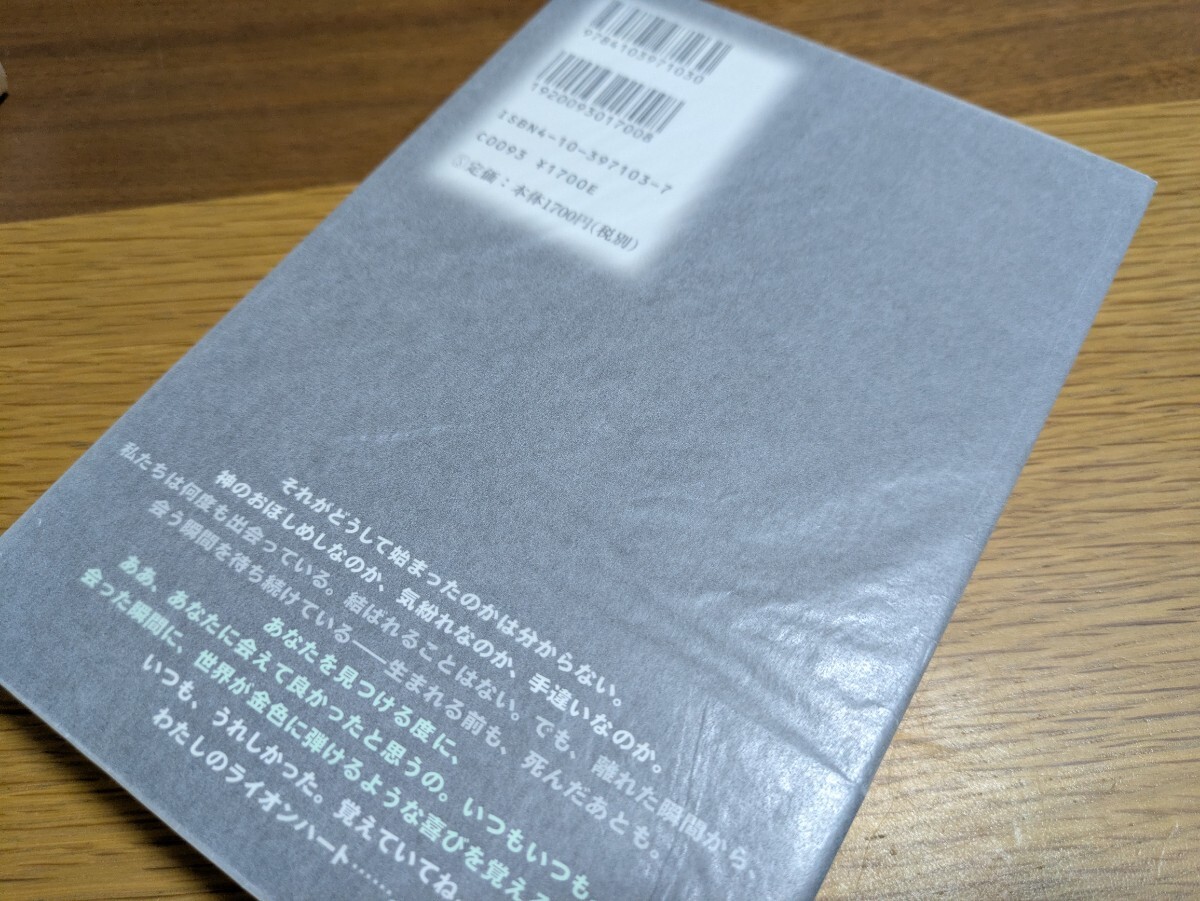 9784103971030
1920093017008
ISBN4-10-397103-7
C0093 ¥1700E
定価：本体1700円(税別)
それがどうして始まったのかは分からない。
神のおぼしめしなのか、気紛れなのか、手違いなのか。
私たちは何度も出会っている。結ばれることはない。でも、離れた瞬間から、
会う瞬間を待ち続けている──生まれる前も、死んだあとも。
あなたを見つける度に、
ああ、あなたに会えて良かったと思うの。いつもいつも。
会った瞬間に、世界が金色に弾けるような喜びを覚える
いつも、うれしかった。覚えていてね。
わたしのライオンハート……